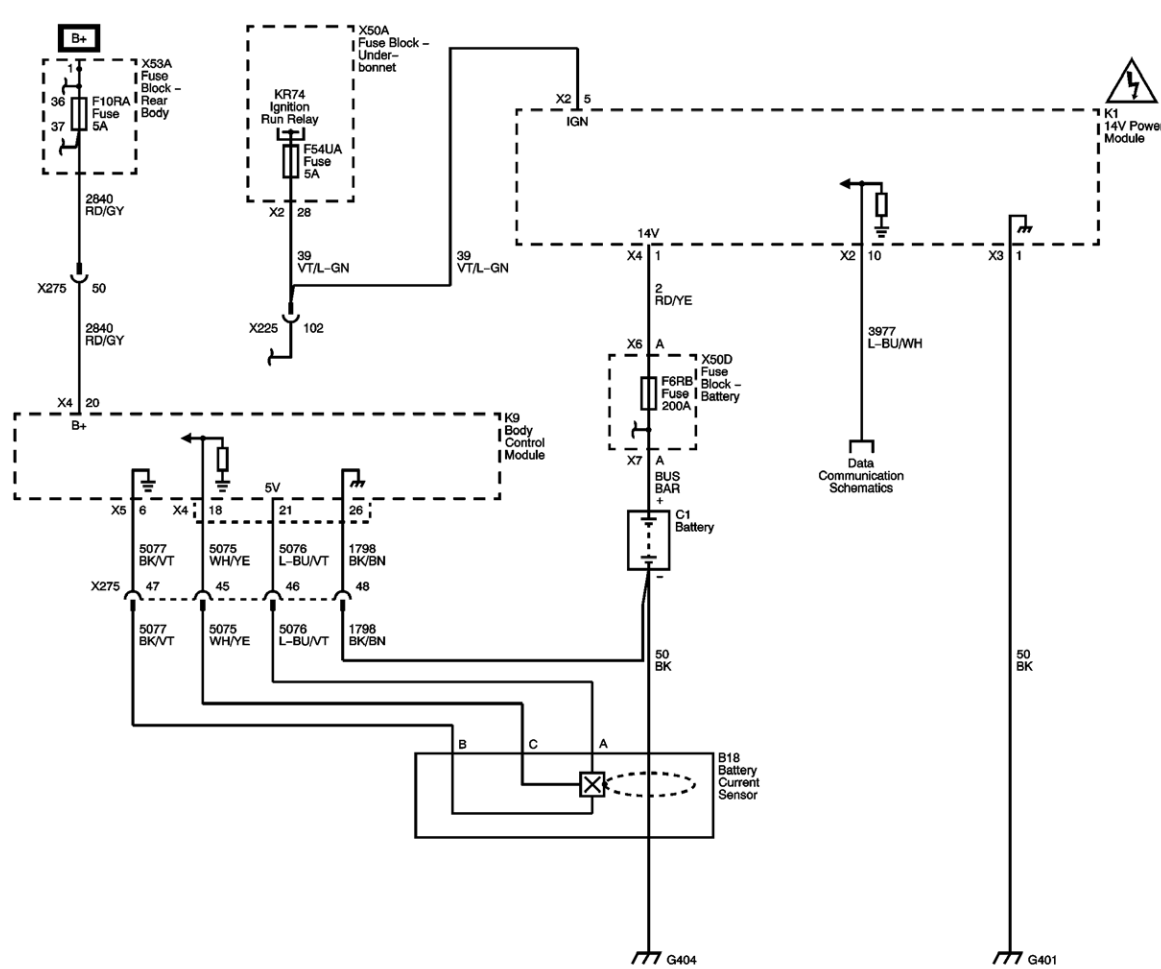 B+
1
X53A
Fuse
Block –
Rear
Body
36
37
F10RA
Fuse
5A
2840
RD/GY
X275
50
2840
RD/GY
X4
20
B+
X50A
Fuse Block –
Under–
bonnet
KR74
Ignition
Run Relay
F54UA
Fuse
5A
X2
28
39
VT/L–GN
39
VT/L–GN
X225
102
X2
5
IGN
K1
14V Power
Module
14V
X4
1
X2
10
X3
1
2
RD/YE
3977
L–BU/WH
X6
A
X50D
Fuse
Block –
Battery
F6RB
Fuse
200A
X7
A
BUS
BAR
+
C1
Battery
–
Data
Communication
Schematics
K9
Body
Control
Module
5V
X5
6
X4
18
21
26
5077
BK/VT
5075
WH/YE
5076
L–BU/VT
1798
BK/BN
X275
47
45
46
48
5077
BK/VT
5075
WH/YE
5076
L–BU/VT
1798
BK/BN
50
BK
50
BK
B
C
A
B18
Battery
Current
Sensor
G404
G401